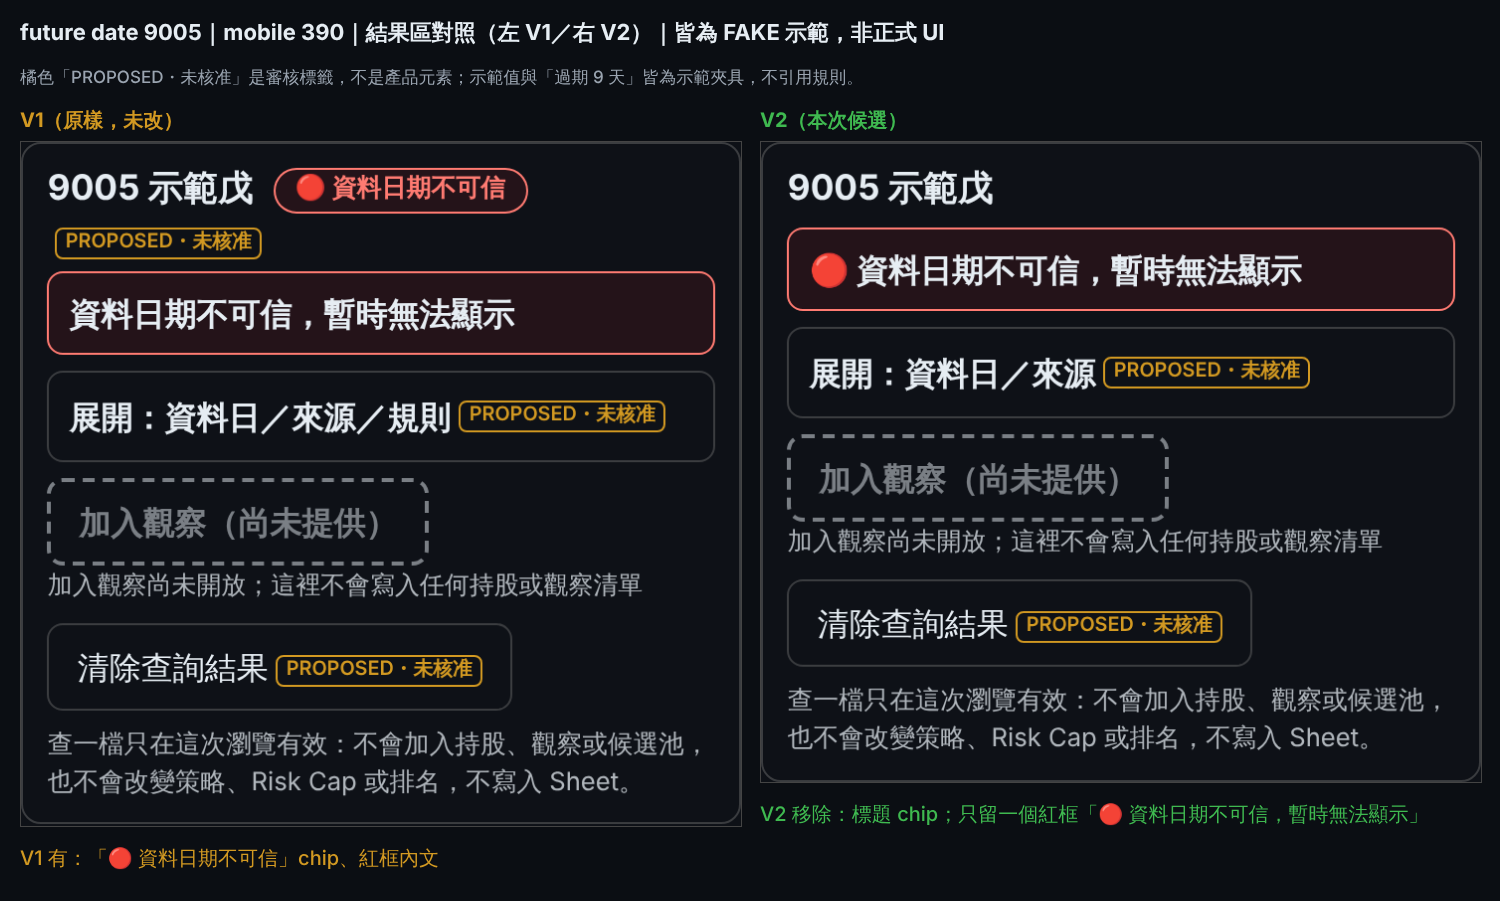 future date 9005｜mobile 390｜結果區對照（左 V1／右 V2）｜皆為 FAKE 示範，非正式 UI
橘色「PROPOSED・未核准」是審核標籤，不是產品元素；示範值與「過期 9 天」皆為示範夾具，不引用規則。
V1（原樣，未改）
9005 示範戊
🔴 資料日期不可信
PROPOSED・未核准
資料日期不可信，暫時無法顯示
展開：資料日／來源／規則 PROPOSED・未核准
加入觀察（尚未提供）
加入觀察尚未開放；這裡不會寫入任何持股或觀察清單
清除查詢結果 PROPOSED・未核准
查一檔只在這次瀏覽有效：不會加入持股、觀察或候選池，
也不會改變策略、Risk Cap 或排名，不寫入 Sheet。
V1 有：「🔴 資料日期不可信」chip、紅框內文
V2（本次候選）
9005 示範戊
🔴 資料日期不可信，暫時無法顯示
展開：資料日／來源 PROPOSED・未核准
加入觀察（尚未提供）
加入觀察尚未開放；這裡不會寫入任何持股或觀察清單
清除查詢結果 PROPOSED・未核准
查一檔只在這次瀏覽有效：不會加入持股、觀察或候選池，
也不會改變策略、Risk Cap 或排名，不寫入 Sheet。
V2 移除：標題 chip；只留一個紅框「🔴 資料日期不可信，暫時無法顯示」